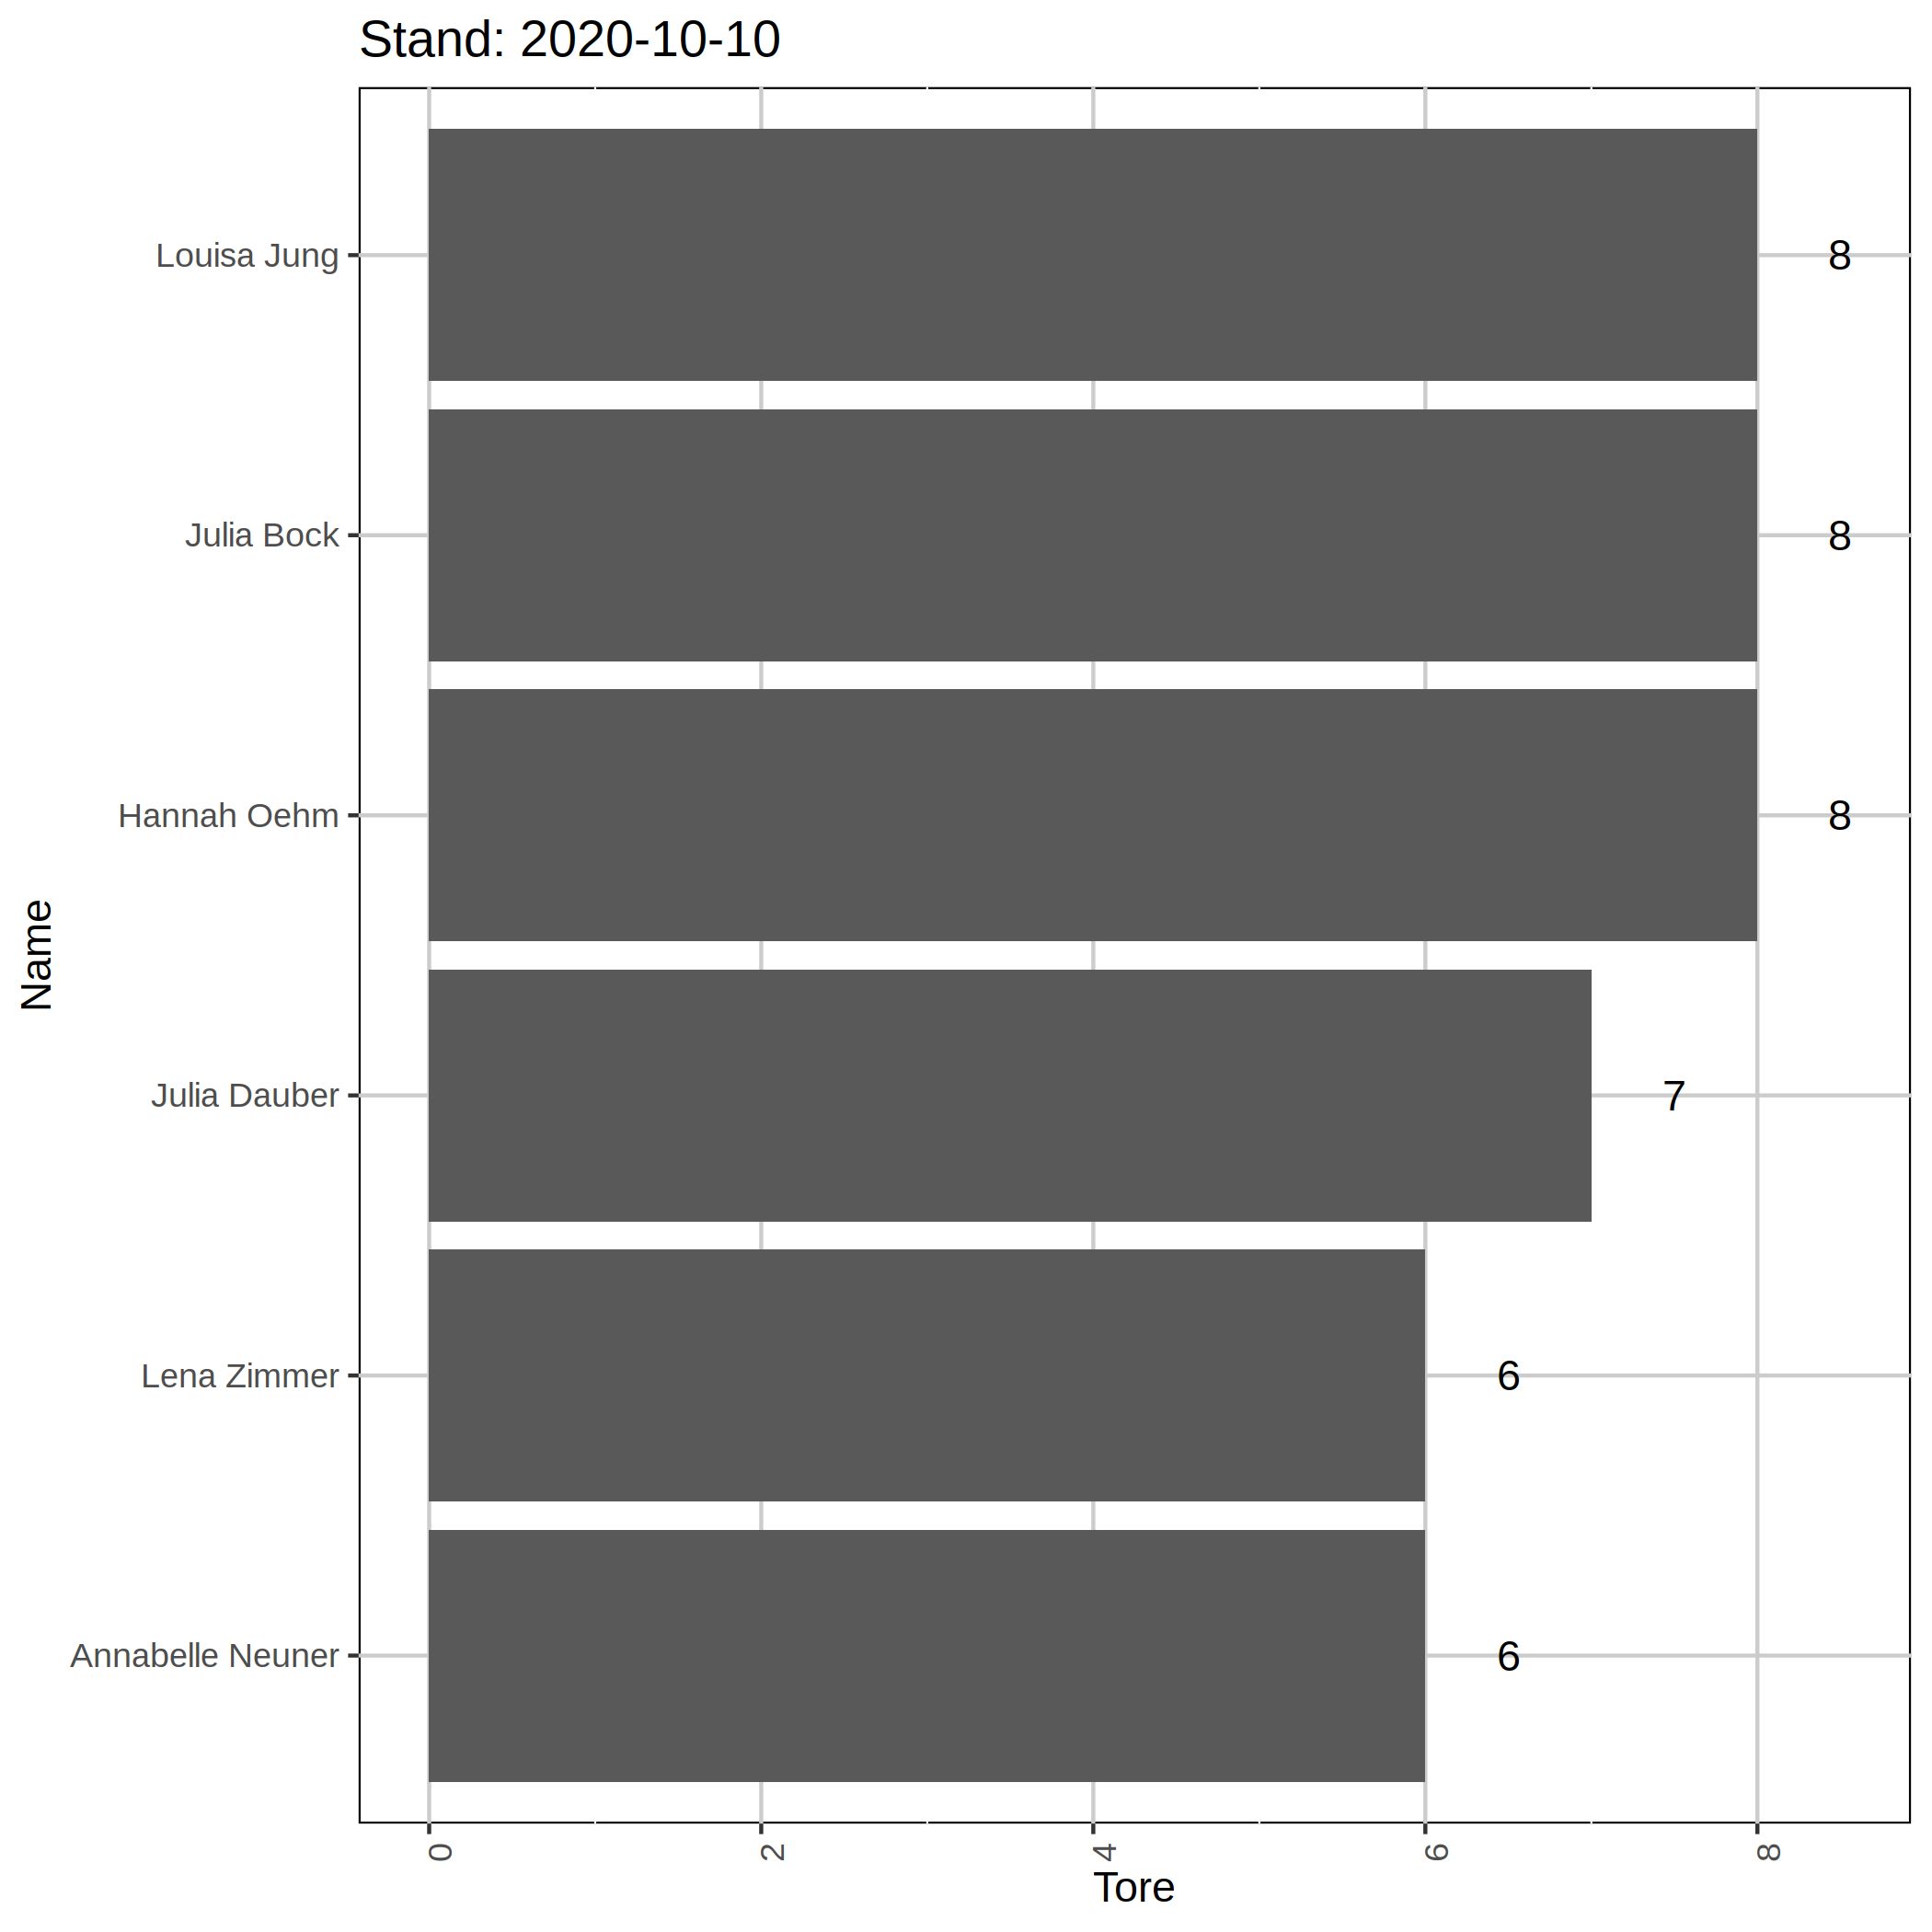 Stand: 2020-10-10
Louisa Jung
8
Julia Bock
8
Hannah Oehm
8
Name
Julia Dauber
7
Lena Zimmer
6
Annabelle Neuner
6
0
2
4
6
8
Tore